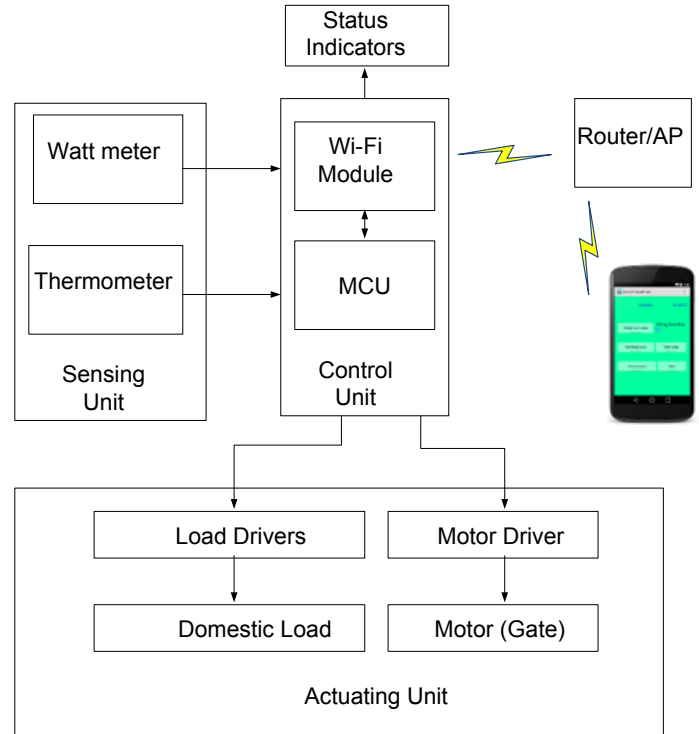 Status
Indicators
Watt meter
Wi-Fi
Module
Router/AP
Thermometer
MCU
Sensing
Unit
Control
Unit
Load Drivers
Motor Driver
Domestic Load
Motor (Gate)
Actuating Unit